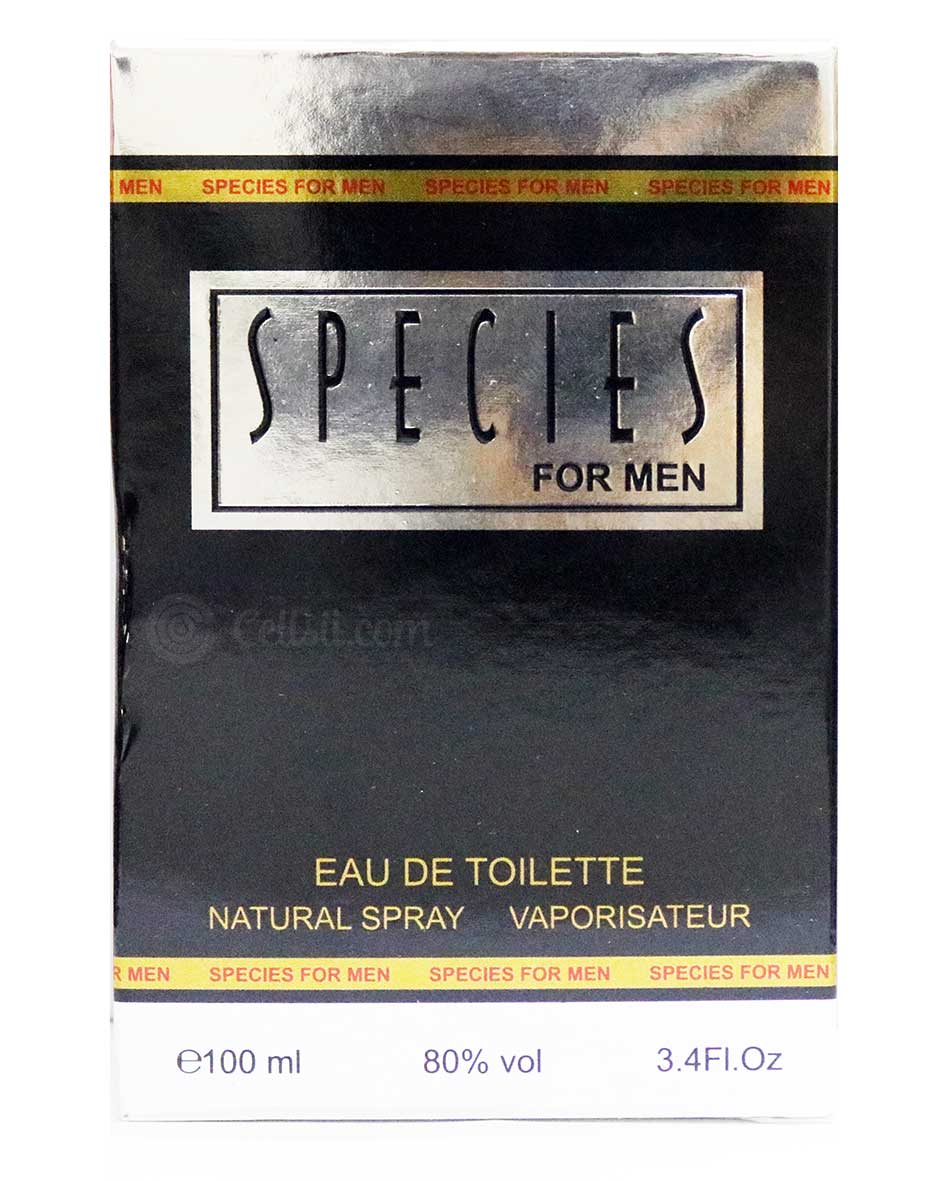 MEN SPECIES FOR MEN SPECIES FOR MEN SPECIES FOR MEN
SPECIES
FOR MEN
EAU DE TOILETTE
NATURAL SPRAY VAPORISATEUR
R MEN SPECIES FOR MEN SPECIES FOR MEN SPECIES FOR MEN
℮100 ml 80% vol 3.4Fl.Oz